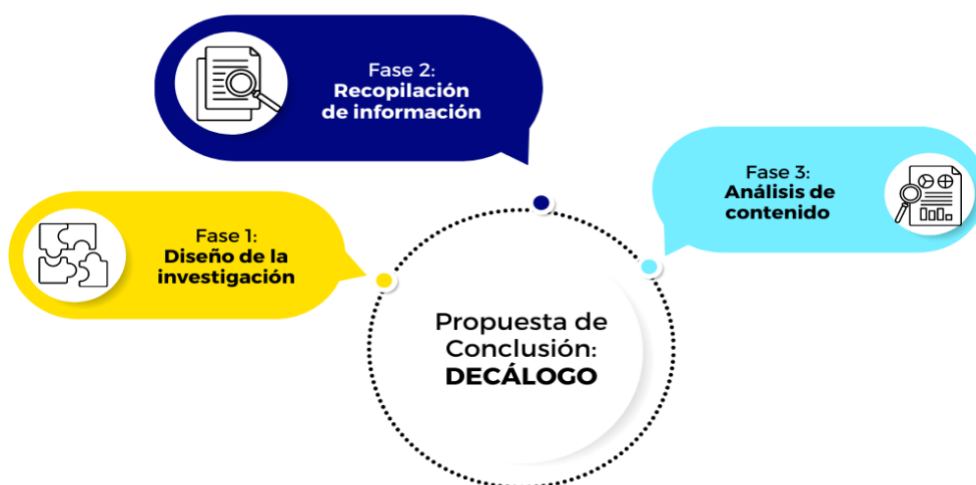 Fase 1:
Diseño de la
investigación
Fase 2:
Recopilación
de información
Fase 3:
Análisis de
contenido
Propuesta de
Conclusión:
DECÁLOGO